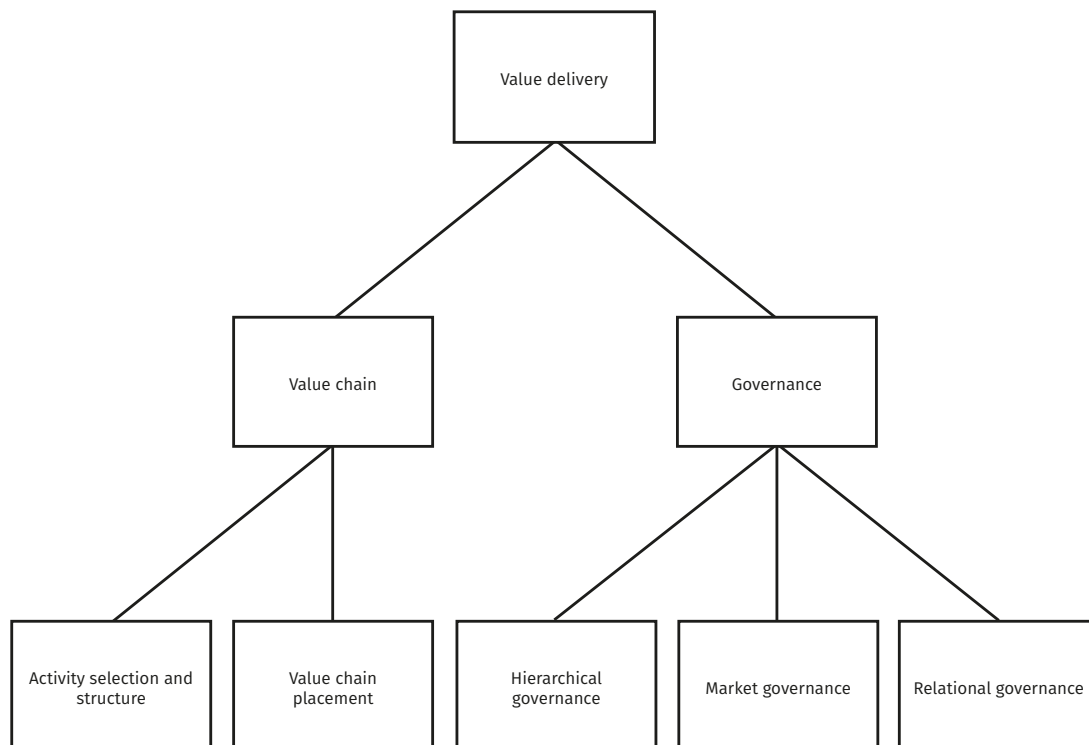 Value delivery
Value chain
Governance
Activity selection and
structure
Value chain
placement
Hierarchical
governance
Market governance
Relational governance